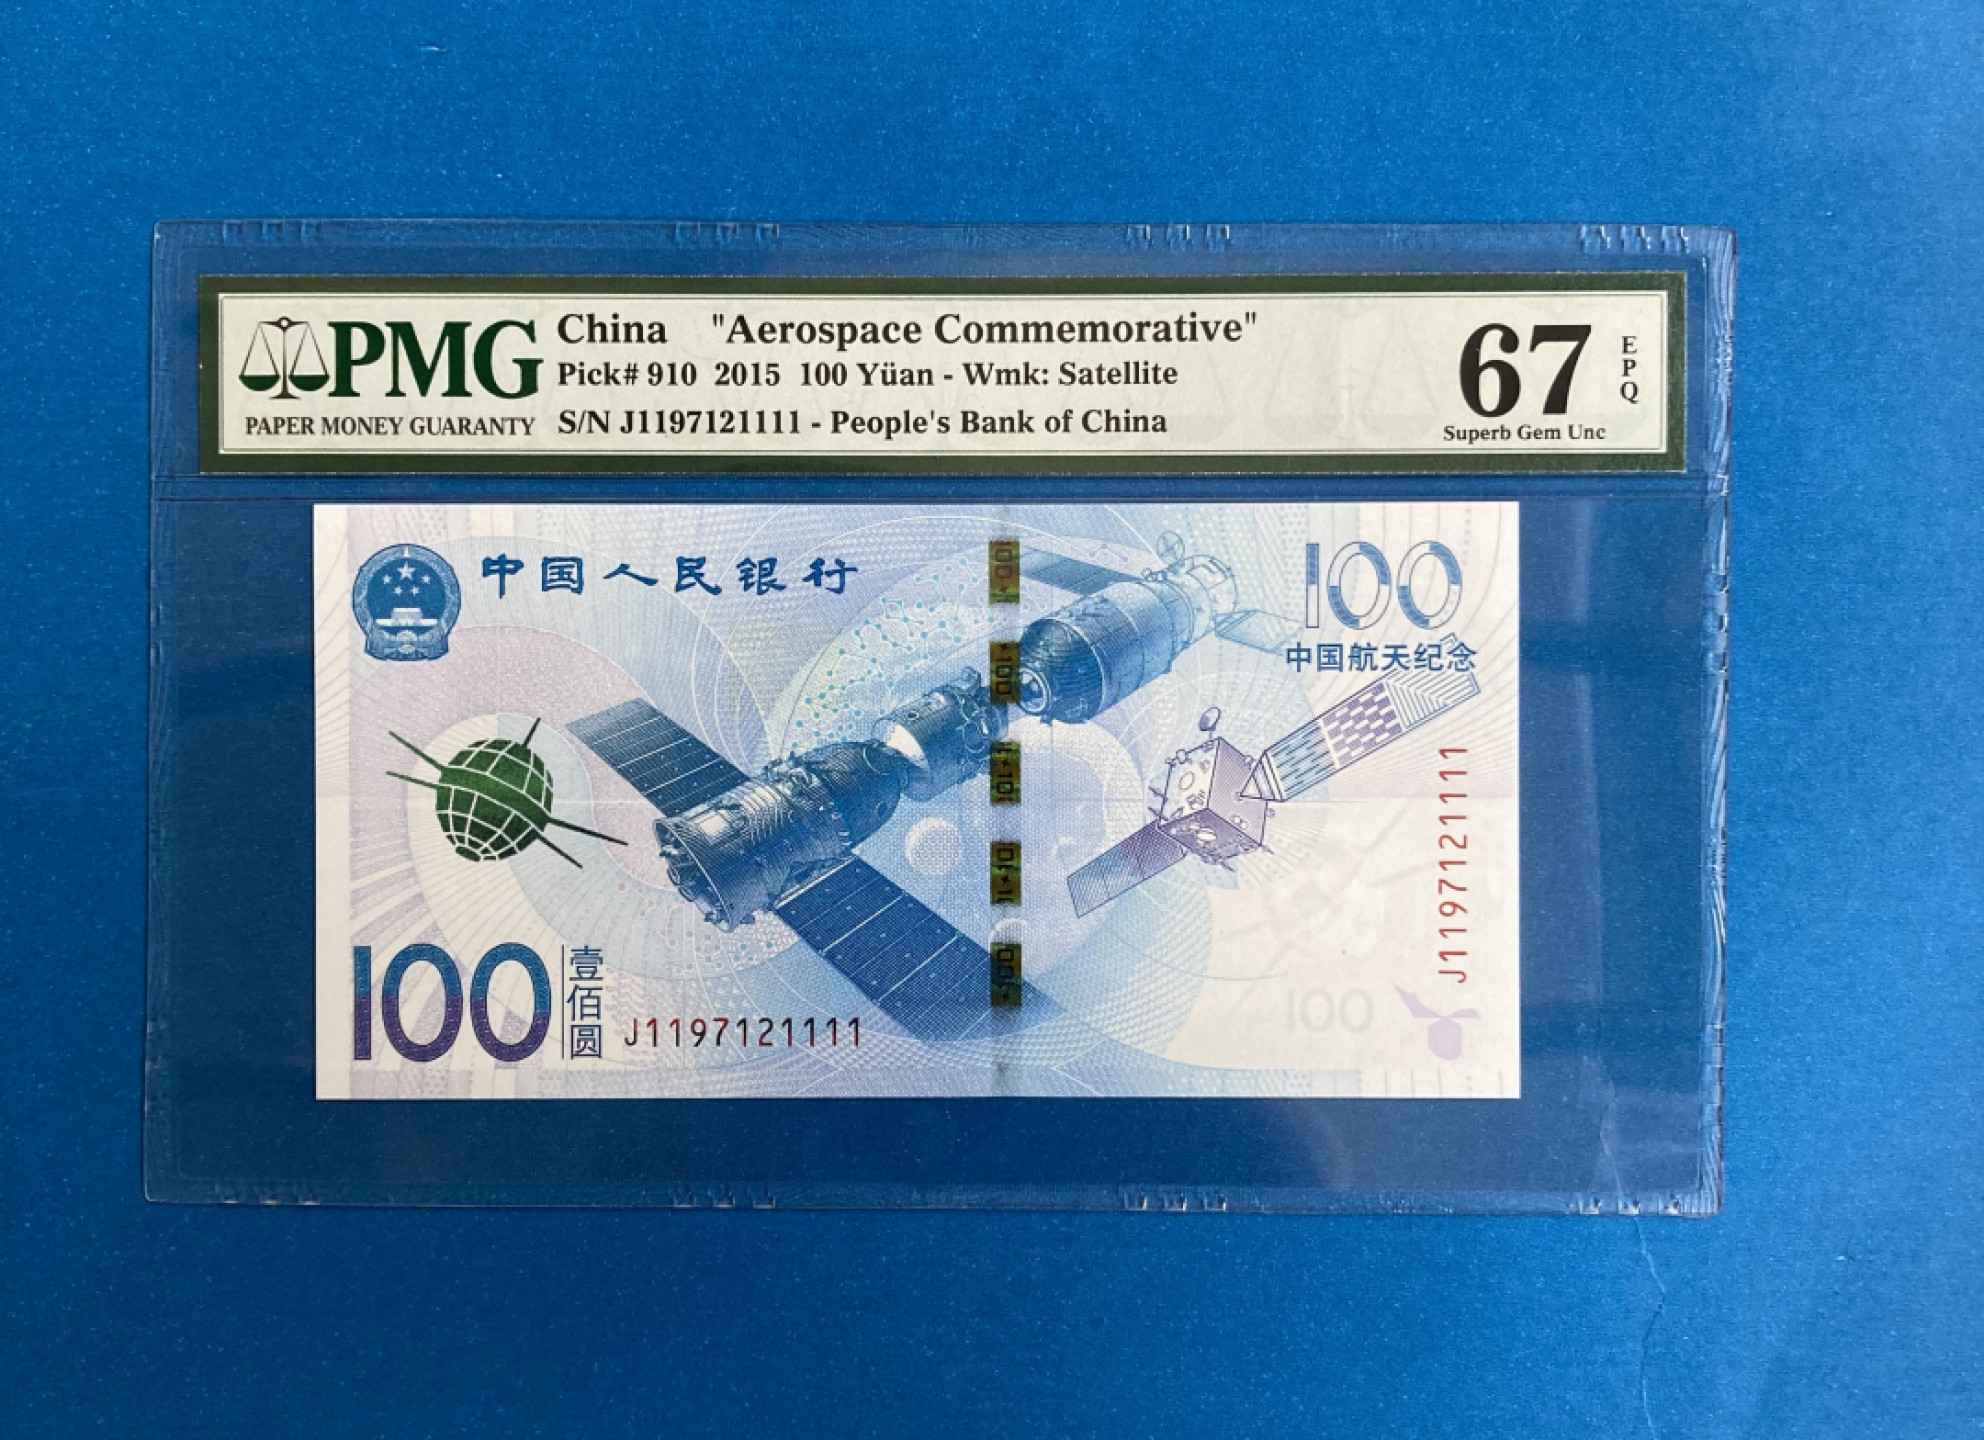 PMG
PAPER MONEY GUARANTY
China "Aerospace Commemorative"
Pick# 910 2015 100 Yüan - Wmk: Satellite
S/N J1197121111 - People's Bank of China
67
EPQ
Superb Gem Unc
中国人民银行
100
中国航天纪念
J1197121111
100
壹佰圆
J1197121111
100